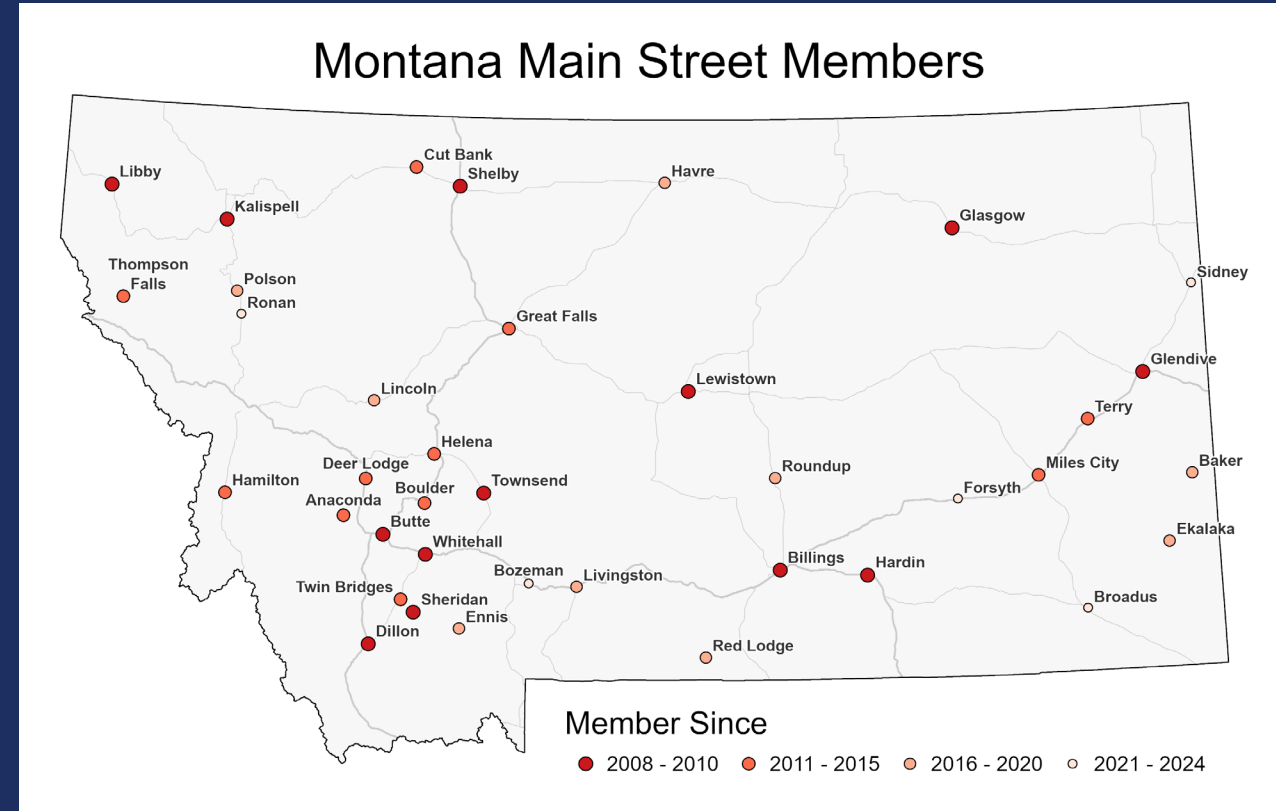 Montana Main Street Members
Cut Bank
Libby
Shelby
Havre
Kalispell
Glasgow
Thompson
Falls
Polson
Sidney
Ronan
Great Falls
Glendive
Lewistown
Lincoln
Terry
Helena
Deer Lodge
Roundup
Miles City
Baker
Hamilton
Townsend
Boulder
Forsyth
Anaconda
Butte
Ekalaka
Whitehall
Billings
Hardin
Bozeman
Livingston
Twin Bridges
Sheridan
Broadus
Ennis
Dillon
Red Lodge
Member Since
2008 - 2010
2011 - 2015
2016 - 2020
2021 - 2024